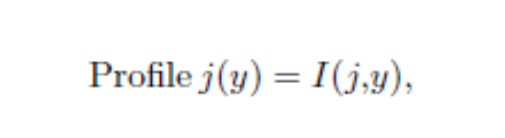 Profile j(y) = I(j,y),